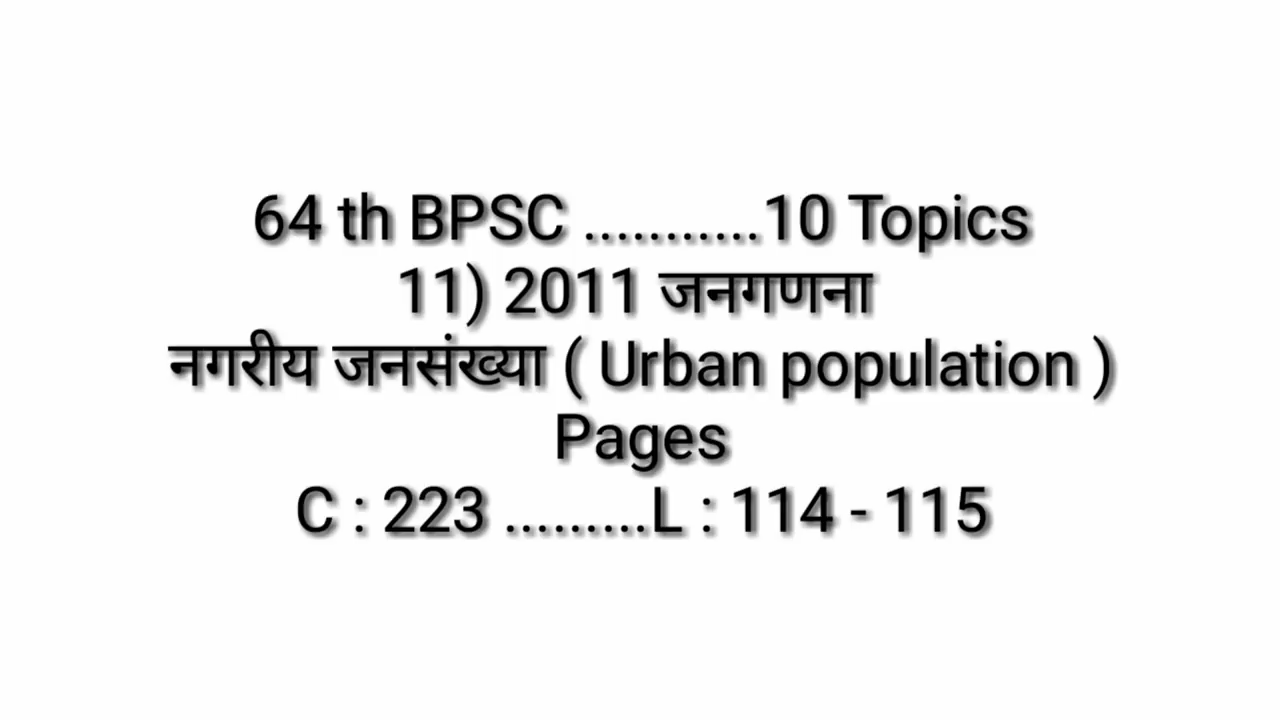 64 th BPSC ...........10 Topics
11) 2011 जनगणना
नगरीय जनसंख्या ( Urban population )
Pages
C : 223 .........L : 114 - 115